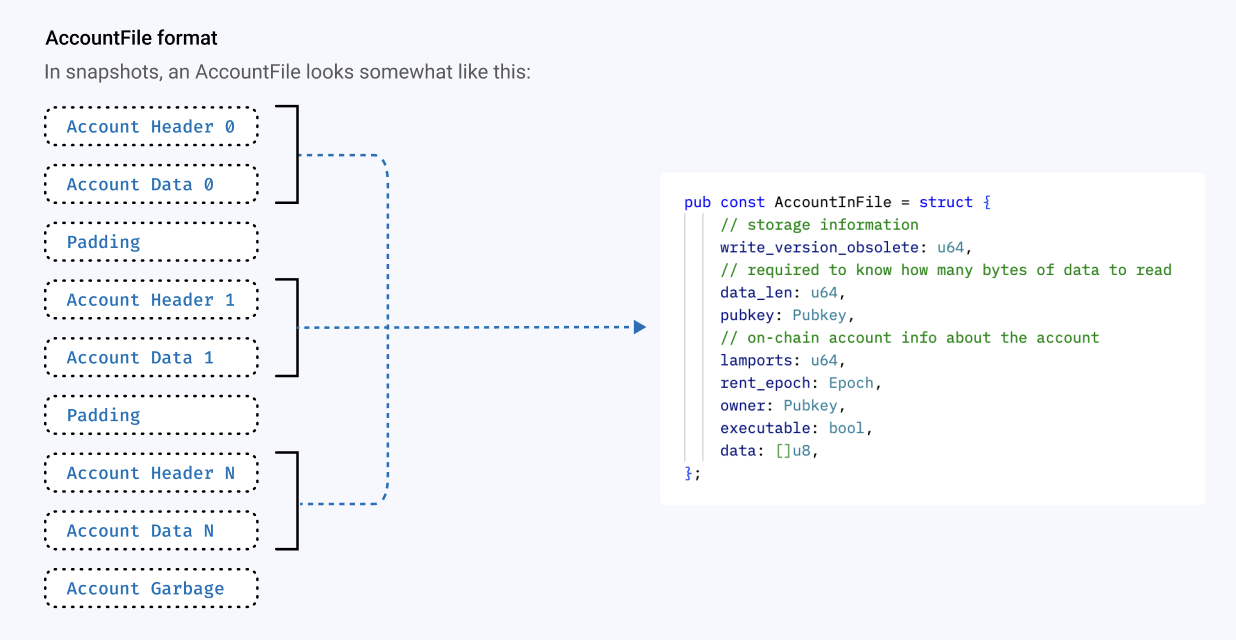 AccountFile format
In snapshots, an AccountFile looks somewhat like this:
Account Header 0
Account Data 0
Padding
Account Header 1
Account Data 1
Padding
Account Header N
Account Data N
Account Garbage
pub const AccountInFile = struct {
// storage information
write_version_obsolete: u64,
// required to know how many bytes of data to read
data_len: u64,
pubkey: Pubkey,
// on-chain account info about the account
lamports: u64,
rent_epoch: Epoch,
owner: Pubkey,
executable: bool,
data: []u8,
};